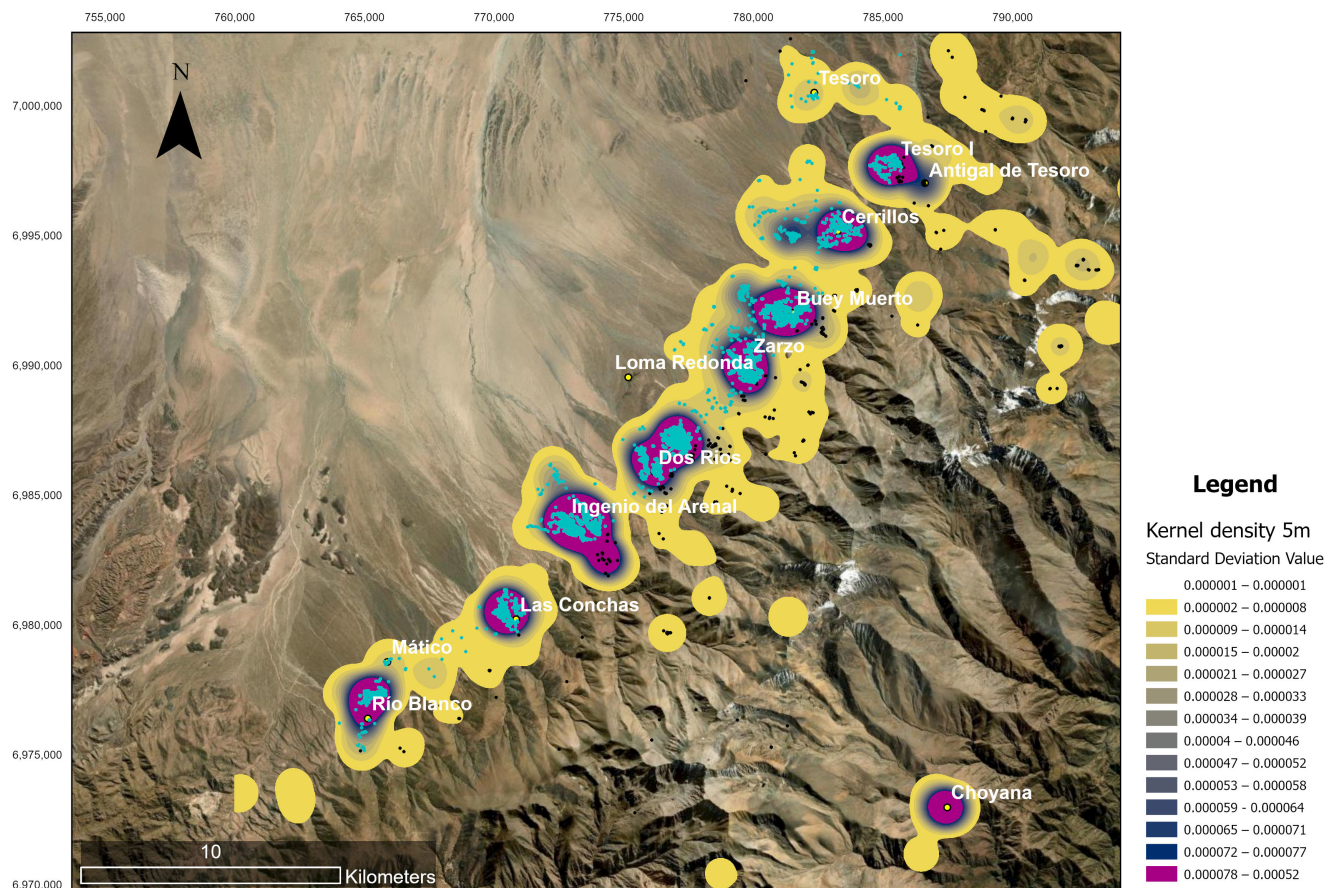 755,000 760,000 765,000 770,000 775,000 780,000 785,000 790,000
N
7,000,000
6,995,000
6,990,000
6,985,000
6,980,000
6,975,000
6,970,000
Tesoro
Tesoro I
Antigal de Tesoro
Cerrillos
Buey Muerto
Zarzo
Loma Redonda
Dos Ríos
Ingenio del Arenal
Las Conchas
Mático
Río Blanco
Choyana
10
Kilometers
Legend
Kernel density 5m
Standard Deviation Value
0.000001 – 0.000001
0.000002 – 0.000008
0.000009 – 0.000014
0.000015 – 0.00002
0.000021 – 0.000027
0.000028 – 0.000033
0.000034 – 0.000039
0.00004 – 0.000046
0.000047 – 0.000052
0.000053 – 0.000058
0.000059 - 0.000064
0.000065 – 0.000071
0.000072 – 0.000077
0.000078 – 0.00052